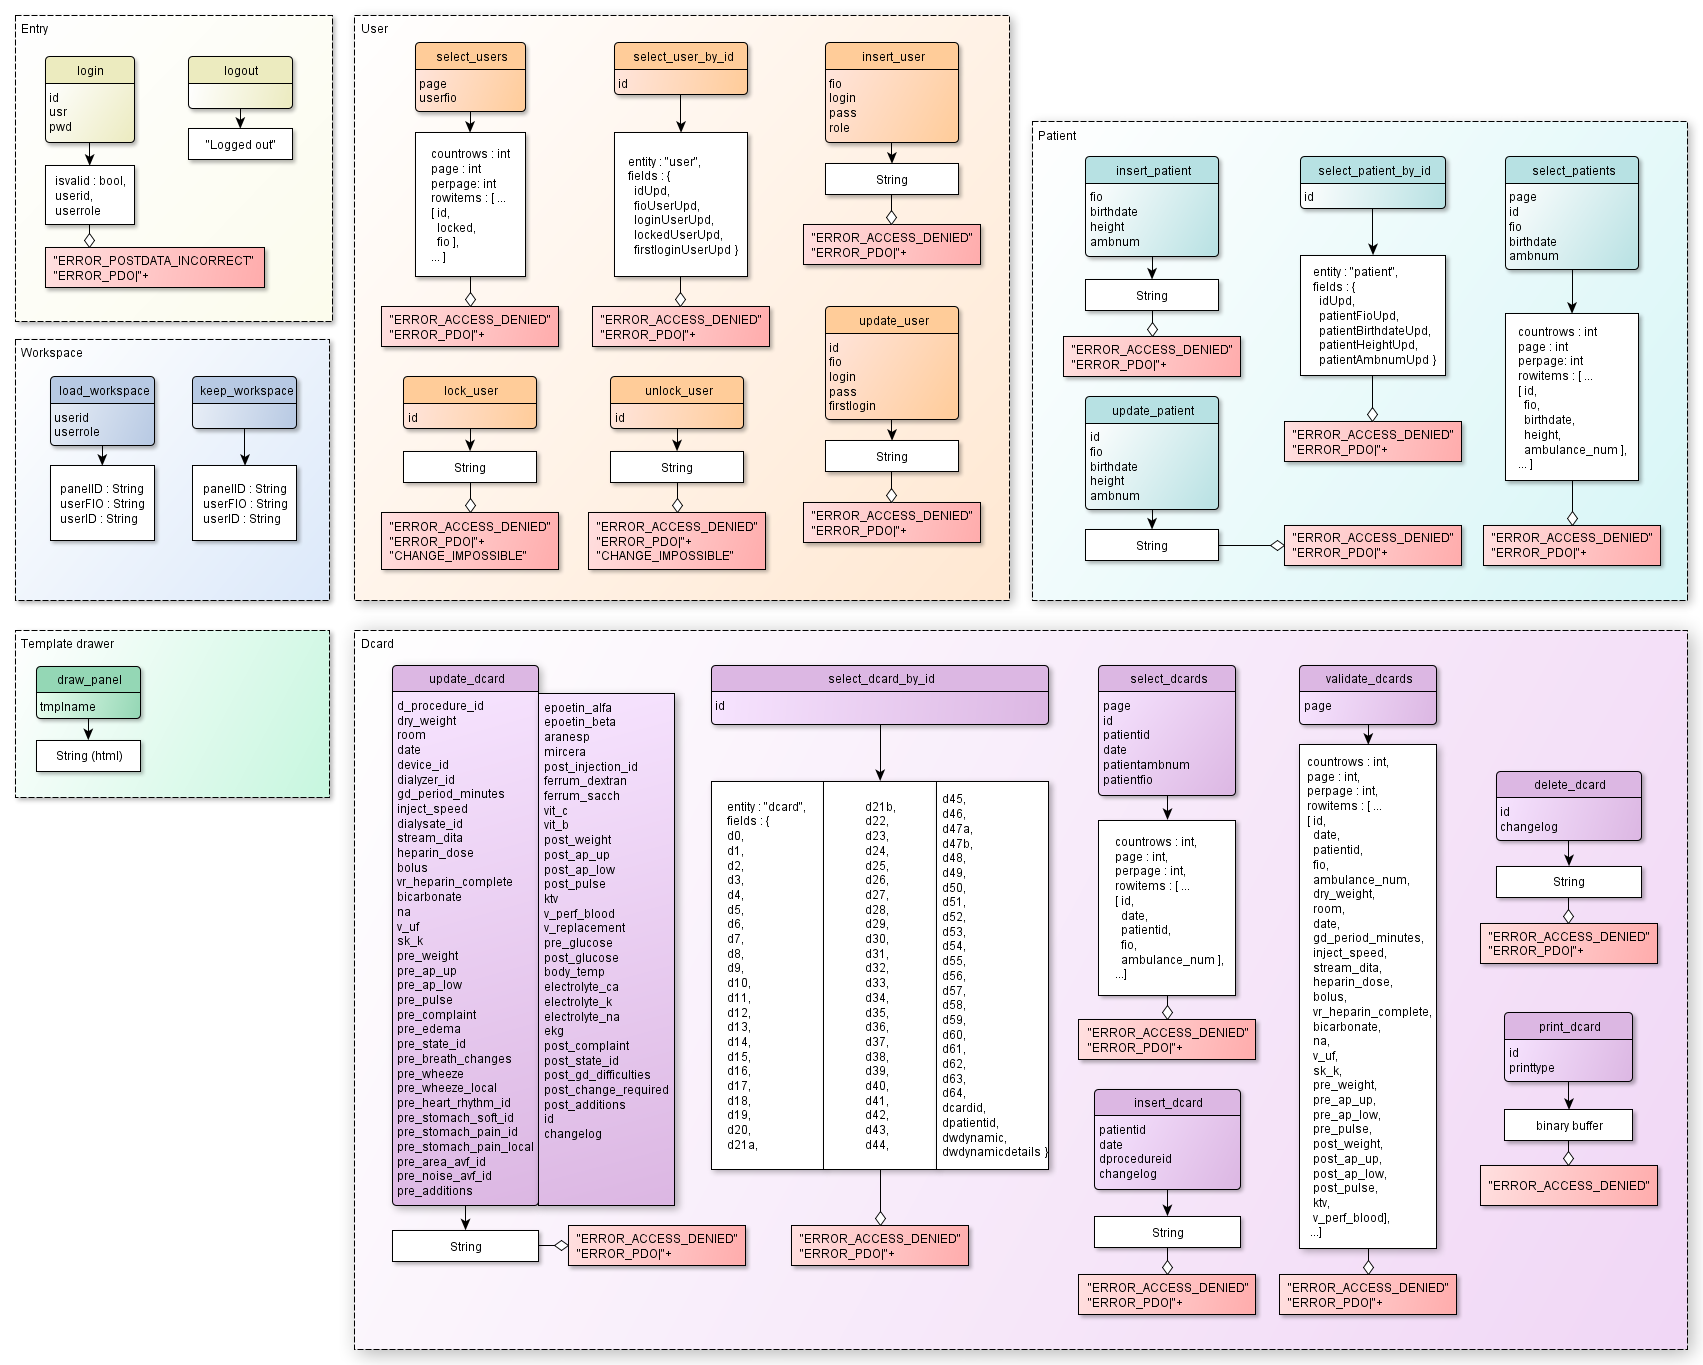 Entry
login
id
usr
pwd
isvalid : bool,
userid,
userrole
"ERROR_POSTDATA_INCORRECT"
"ERROR_PDO|"+
logout
"Logged out"
Workspace
load_workspace
userid
userrole
panelID : String
userFIO : String
userID : String
keep_workspace
panelID : String
userFIO : String
userID : String
Template drawer
draw_panel
tmplname
String (html)
User
select_users
page
userfio
countrows : int
page : int
perpage: int
rowitems : [ ...
[ id,
locked,
fio ],
... ]
"ERROR_ACCESS_DENIED"
"ERROR_PDO|"+
select_user_by_id
id
entity : "user",
fields : {
idUpd,
fioUserUpd,
loginUserUpd,
lockedUserUpd,
firstloginUserUpd }
"ERROR_ACCESS_DENIED"
"ERROR_PDO|"+
insert_user
fio
login
pass
role
String
"ERROR_ACCESS_DENIED"
"ERROR_PDO|"+
lock_user
id
String
"ERROR_ACCESS_DENIED"
"ERROR_PDO|"+
"CHANGE_IMPOSSIBLE"
unlock_user
id
String
"ERROR_ACCESS_DENIED"
"ERROR_PDO|"+
"CHANGE_IMPOSSIBLE"
update_user
id
fio
login
pass
firstlogin
String
"ERROR_ACCESS_DENIED"
"ERROR_PDO|"+
Patient
insert_patient
fio
birthdate
height
ambnum
String
"ERROR_ACCESS_DENIED"
"ERROR_PDO|"+
select_patient_by_id
id
entity : "patient",
fields : {
idUpd,
patientFioUpd,
patientBirthdateUpd,
patientHeightUpd,
patientAmbnumUpd }
"ERROR_ACCESS_DENIED"
"ERROR_PDO|"+
select_patients
page
id
fio
birthdate
ambnum
countrows : int
page : int
perpage: int
rowitems : [ ...
[ id,
fio,
birthdate,
height,
ambulance_num ],
... ]
"ERROR_ACCESS_DENIED"
"ERROR_PDO|"+
update_patient
id
fio
birthdate
height
ambnum
String
"ERROR_ACCESS_DENIED"
"ERROR_PDO|"+
Dcard
update_dcard
d_procedure_id
dry_weight
room
date
device_id
dialyzer_id
gd_period_minutes
inject_speed
dialysate_id
stream_dita
heparin_dose
bolus
vr_heparin_complete
bicarbonate
na
v_uf
sk_k
pre_weight
pre_ap_up
pre_ap_low
pre_pulse
pre_complaint
pre_edema
pre_state_id
pre_breath_changes
pre_wheeze
pre_wheeze_local
pre_heart_rhythm_id
pre_stomach_soft_id
pre_stomach_pain_id
pre_stomach_pain_local
pre_area_avf_id
pre_noise_avf_id
pre_additions
epoetin_alfa
epoetin_beta
aranesp
mircera
post_injection_id
ferrum_dextran
ferrum_sacch
vit_c
vit_b
post_weight
post_ap_up
post_ap_low
post_pulse
ktv
v_perf_blood
v_replacement
pre_glucose
post_glucose
body_temp
electrolyte_ca
electrolyte_k
electrolyte_na
ekg
post_complaint
post_state_id
post_gd_difficulties
post_change_required
post_additions
id
changelog
String
"ERROR_ACCESS_DENIED"
"ERROR_PDO|"+
select_dcard_by_id
id
entity : "dcard",
fields : {
d0,
d1,
d2,
d3,
d4,
d5,
d6,
d7,
d8,
d9,
d10,
d11,
d12,
d13,
d14,
d15,
d16,
d17,
d18,
d19,
d20,
d21a,
d21b,
d22,
d23,
d24,
d25,
d26,
d27,
d28,
d29,
d30,
d31,
d32,
d33,
d34,
d35,
d36,
d37,
d38,
d39,
d40,
d41,
d42,
d43,
d44,
d45,
d46,
d47a,
d47b,
d48,
d49,
d50,
d51,
d52,
d53,
d54,
d55,
d56,
d57,
d58,
d59,
d60,
d61,
d62,
d63,
d64,
dcardid,
dpatientid,
dwdynamic,
dwdynamicdetails }
"ERROR_ACCESS_DENIED"
"ERROR_PDO|"+
select_dcards
page
id
patientid
date
patientambnum
patientfio
countrows : int,
page : int,
perpage : int,
rowitems : [ ...
[ id,
date,
patientid,
fio,
ambulance_num ],
...]
"ERROR_ACCESS_DENIED"
"ERROR_PDO|"+
insert_dcard
patientid
date
dprocedureid
changelog
String
"ERROR_ACCESS_DENIED"
"ERROR_PDO|"+
validate_dcards
page
countrows : int,
page : int,
perpage : int,
rowitems : [ ...
[ id,
date,
patientid,
fio,
ambulance_num,
dry_weight,
room,
date,
gd_period_minutes,
inject_speed,
stream_dita,
heparin_dose,
bolus,
vr_heparin_complete,
bicarbonate,
na,
v_uf,
sk_k,
pre_weight,
pre_ap_up,
pre_ap_low,
pre_pulse,
post_weight,
post_ap_up,
post_ap_low,
post_pulse,
ktv,
v_perf_blood],
...]
"ERROR_ACCESS_DENIED"
"ERROR_PDO|"+
delete_dcard
id
changelog
String
"ERROR_ACCESS_DENIED"
"ERROR_PDO|"+
print_dcard
id
printtype
binary buffer
"ERROR_ACCESS_DENIED"